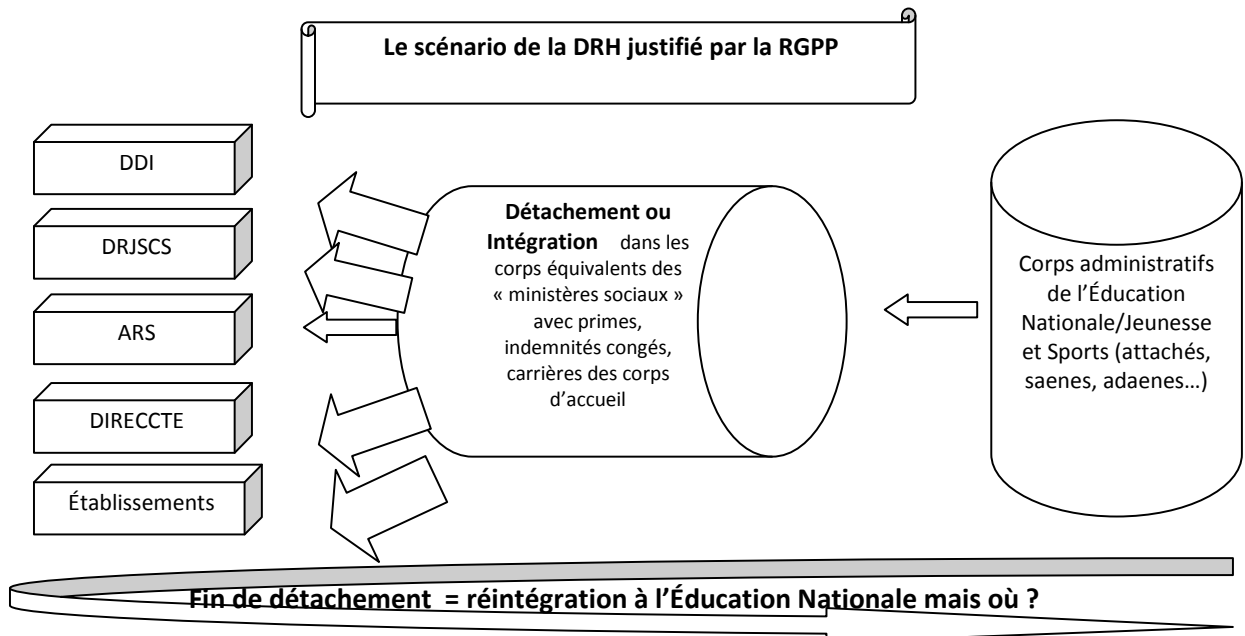 Le scénario de la DRH justifié par la RGPP
DDI
DRJSCS
ARS
DIRECCTE
Établissements
Détachement ou
Intégration dans les
corps équivalents des
« ministères sociaux »
avec primes,
indemnités congés,
carrières des corps
d’accueil
Corps administratifs
de l’Éducation
Nationale/Jeunesse
et Sports (attachés,
saenes, adaenes…)
Fin de détachement = réintégration à l’Éducation Nationale mais où ?